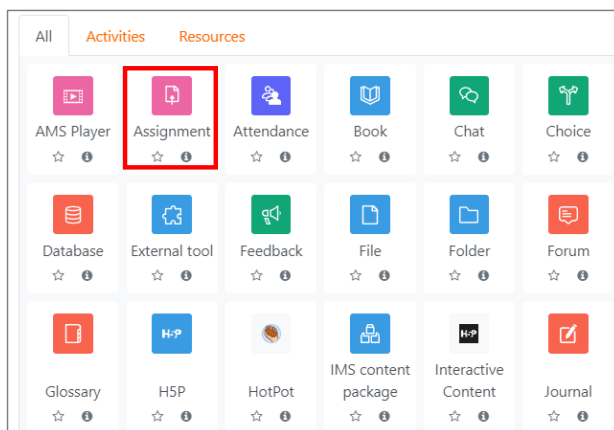 All Activities Resources
AMS Player Assignment Attendance Book Chat Choice
Database External tool Feedback File Folder Forum
H5P H5P
IMS content Interactive
Glossary H5P HotPot package Content Journal